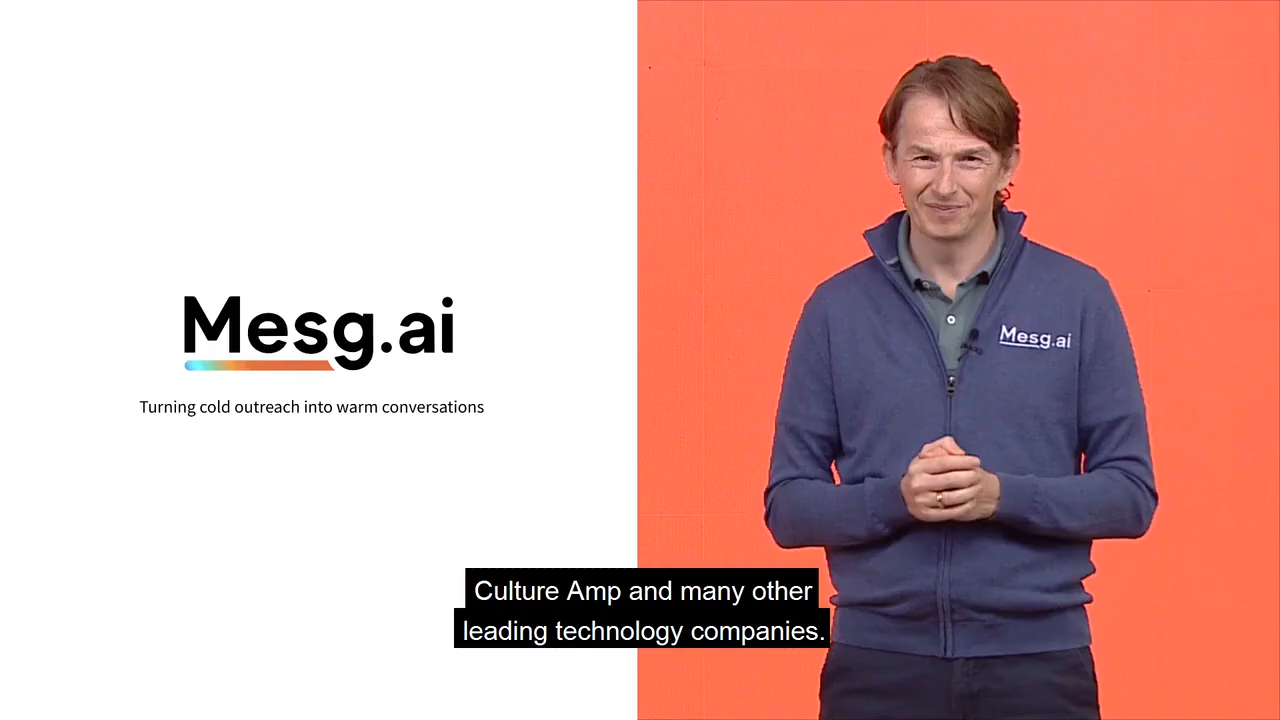 Mesg.ai
Turning cold outreach into warm conversations
Mesg.ai
Culture Amp and many other
leading technology companies.